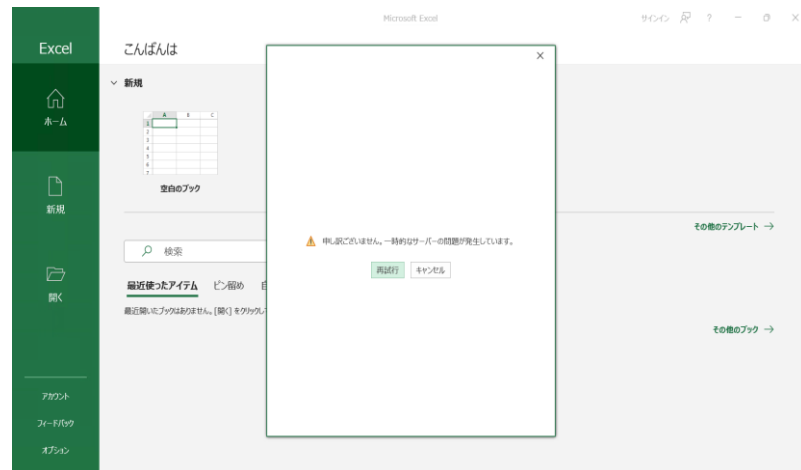 Microsoft Excel
サインイン
?
Excel
こんばんは
ホーム
新規
開く
アカウント
フィードバック
オプション
新規
A B C
1
2
3
4
5
6
7
空白のブック
その他のテンプレート →
検索
最近使ったアイテム ピン留め
最近開いたブックはありません。[開く] をクリックし
その他のブック →
申し訳ございません。一時的なサーバーの問題が発生しています。
再試行 キャンセル